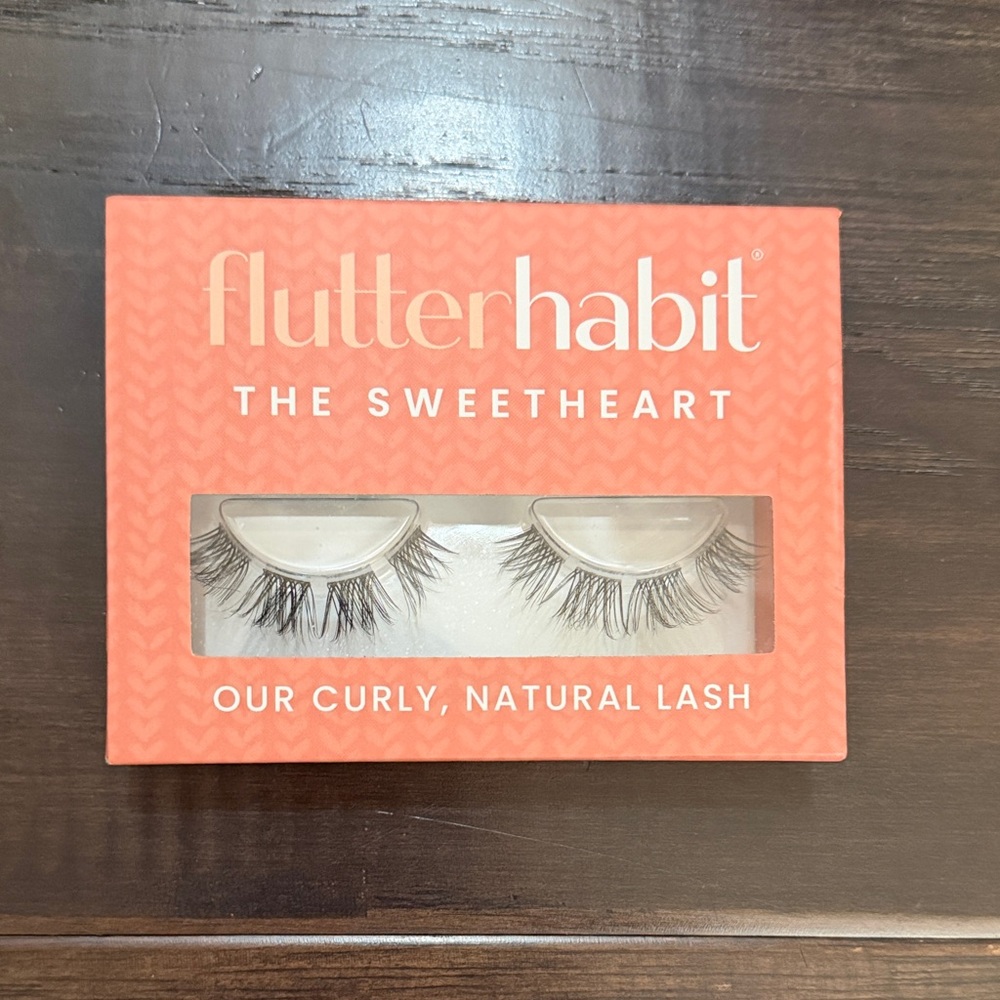 flutterhabit®
THE SWEETHEART
OUR CURLY, NATURAL LASH